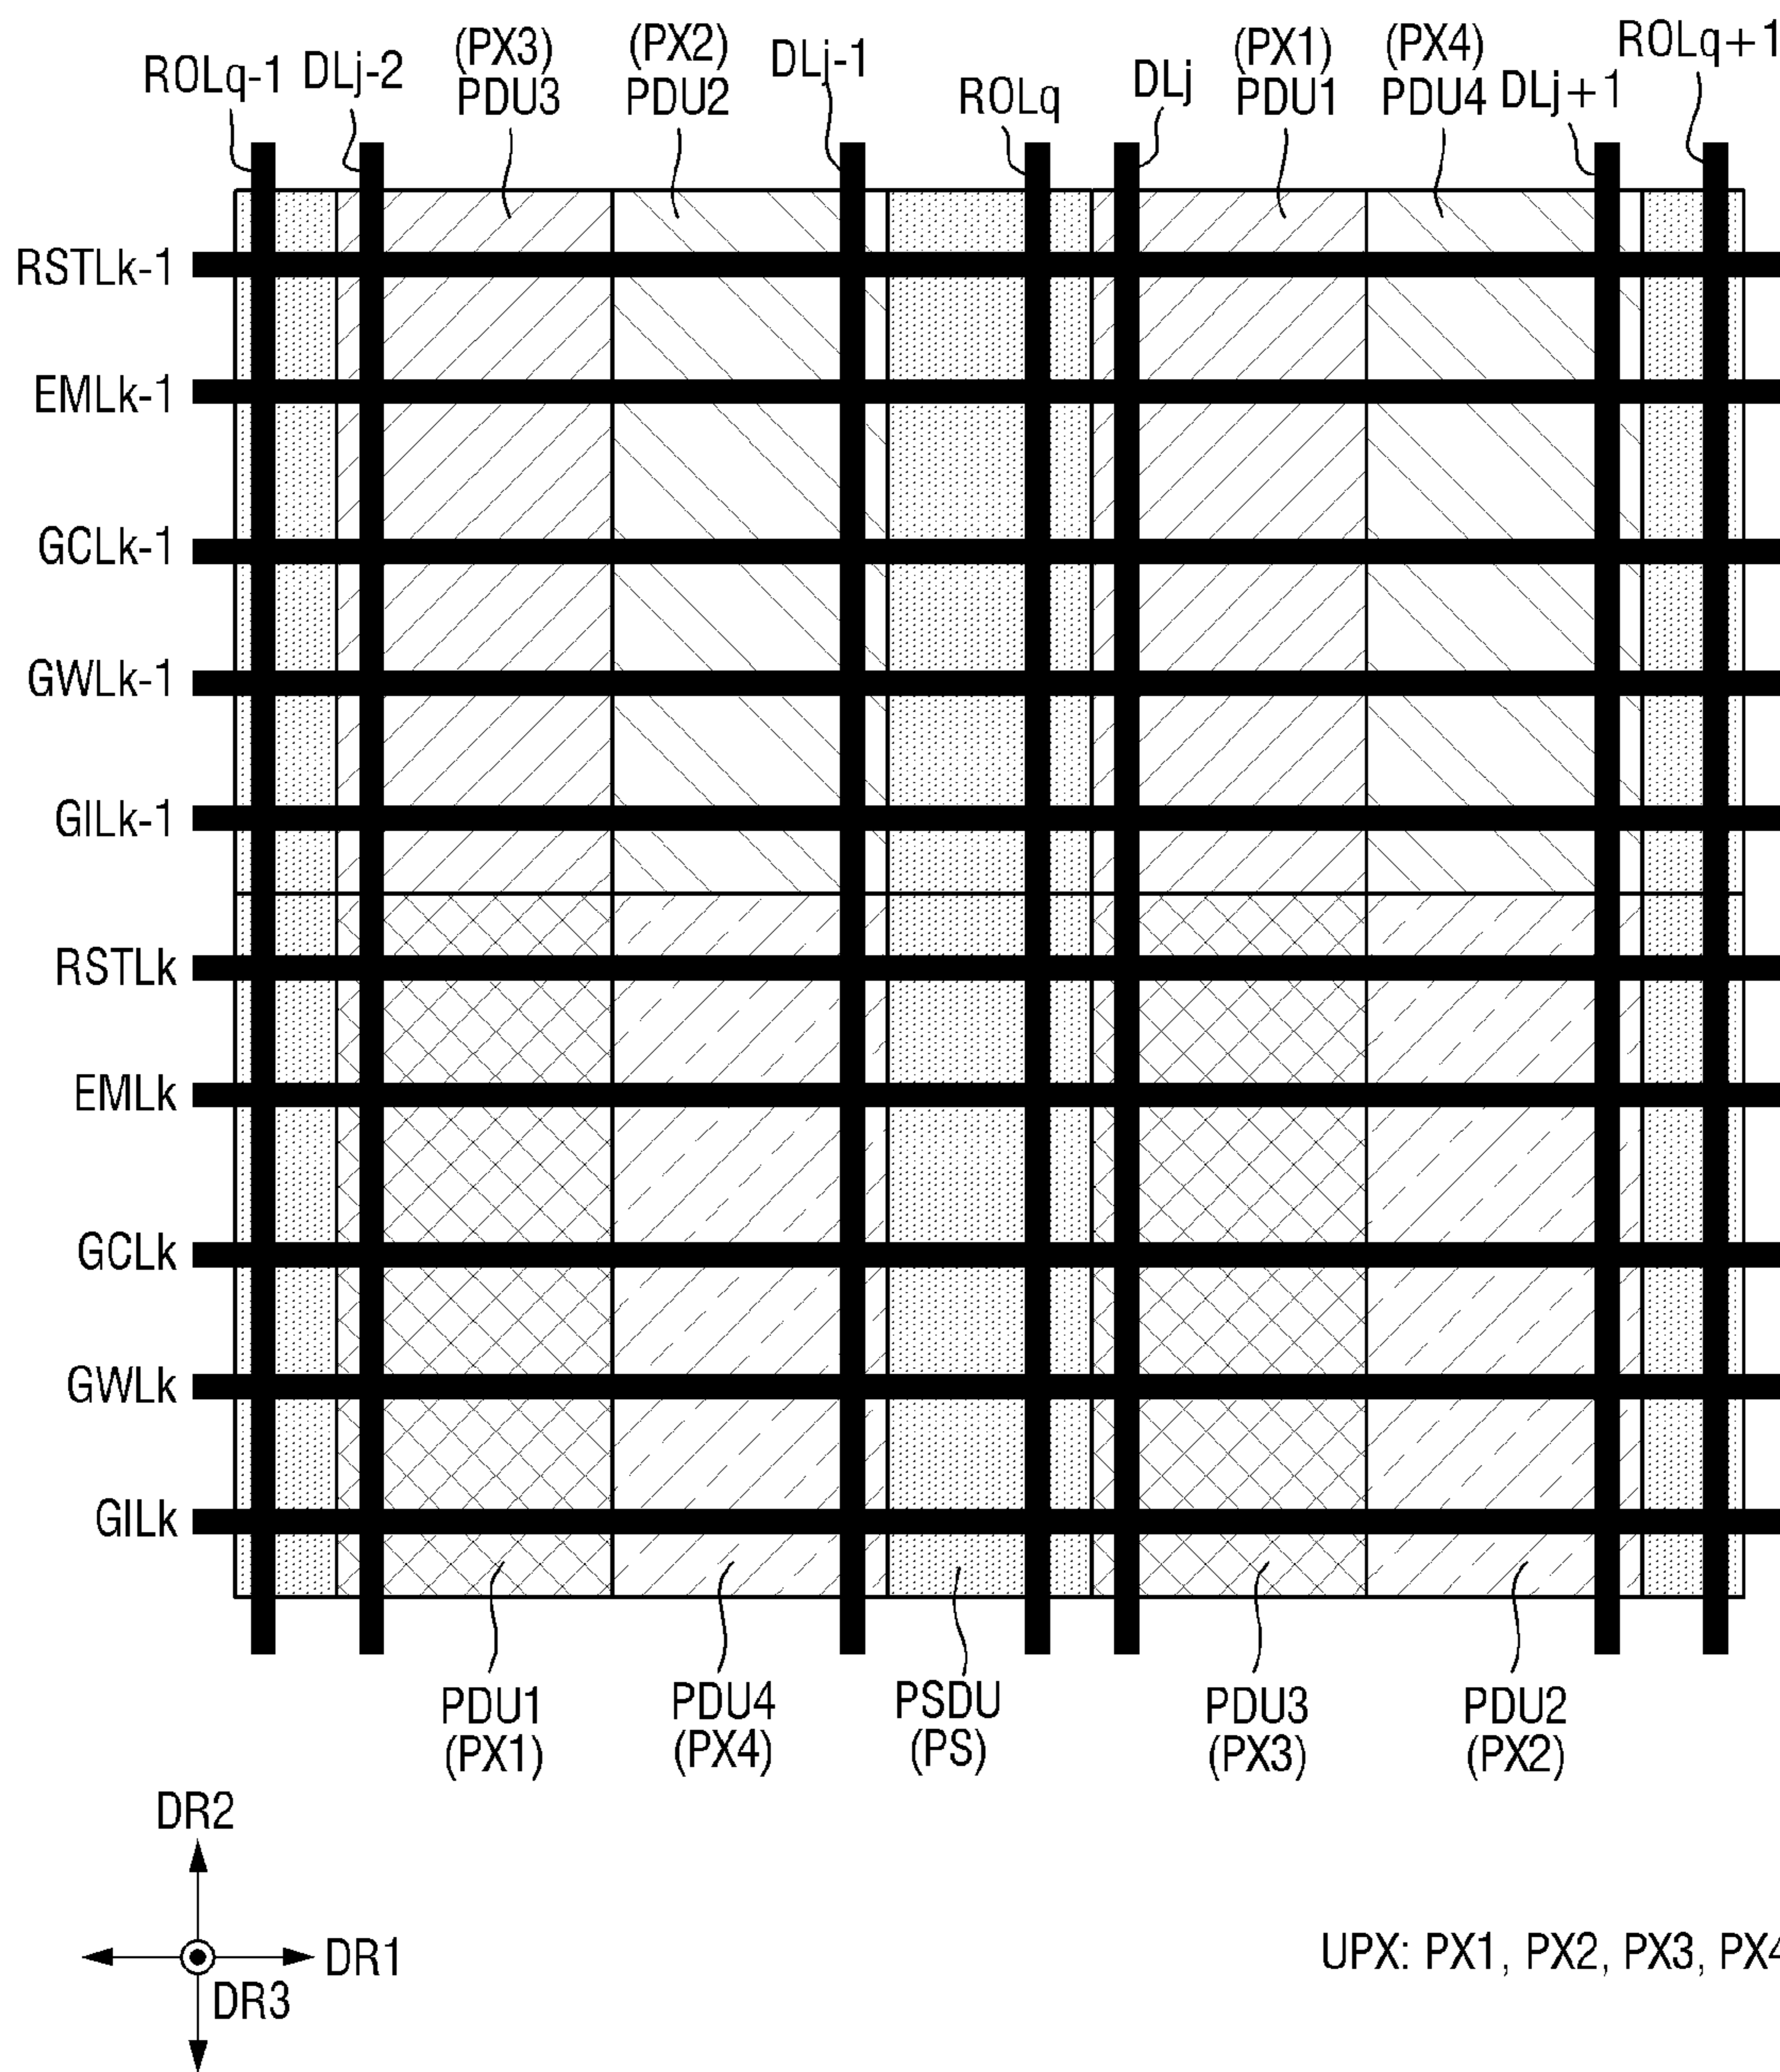 ROLq-1
DLj-2
(PX3)
PDU3
(PX2)
PDU2
DLj-1
ROLq
DLj
(PX1)
PDU1
(PX4)
PDU4
DLj+1
ROLq+1
RSTLk-1
EMLk-1
GCLk-1
GWLk-1
GILk-1
RSTLk
EMLk
GCLk
GWLk
GILk
PDU1
(PX1)
PDU4
(PX4)
PSDU
(PS)
PDU3
(PX3)
PDU2
(PX2)
DR2
DR1
DR3
UPX: PX1, PX2, PX3, PX4